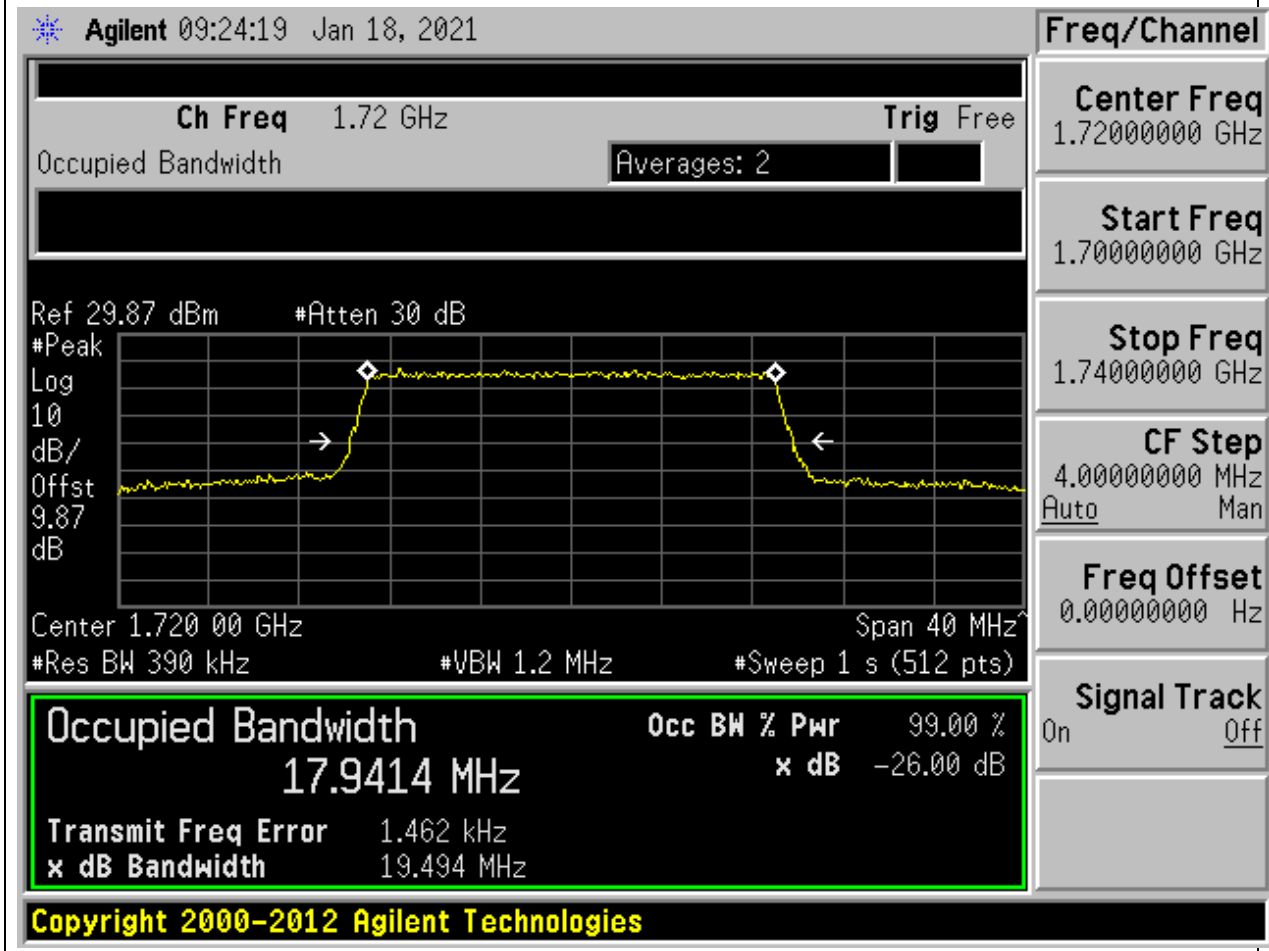 Agilent 09:24:19 Jan 18, 2021
Freq/Channel
Ch Freq 1.72 GHz Trig Free
Occupied Bandwidth Averages: 2
Ref 29.87 dBm #Atten 30 dB
#Peak
Log
10
dB/
Offst
9.87
dB
Center 1.720 00 GHz Span 40 MHz^
#Res BW 390 kHz #VBW 1.2 MHz #Sweep 1 s (512 pts)
Occupied Bandwidth
17.9414 MHz
Occ BW % Pwr 99.00 %
x dB -26.00 dB
Transmit Freq Error 1.462 kHz
x dB Bandwidth 19.494 MHz
Center Freq
1.72000000 GHz
Start Freq
1.70000000 GHz
Stop Freq
1.74000000 GHz
CF Step
4.00000000 MHz
Auto Man
Freq Offset
0.00000000 Hz
Signal Track
On Off
Copyright 2000-2012 Agilent Technologies